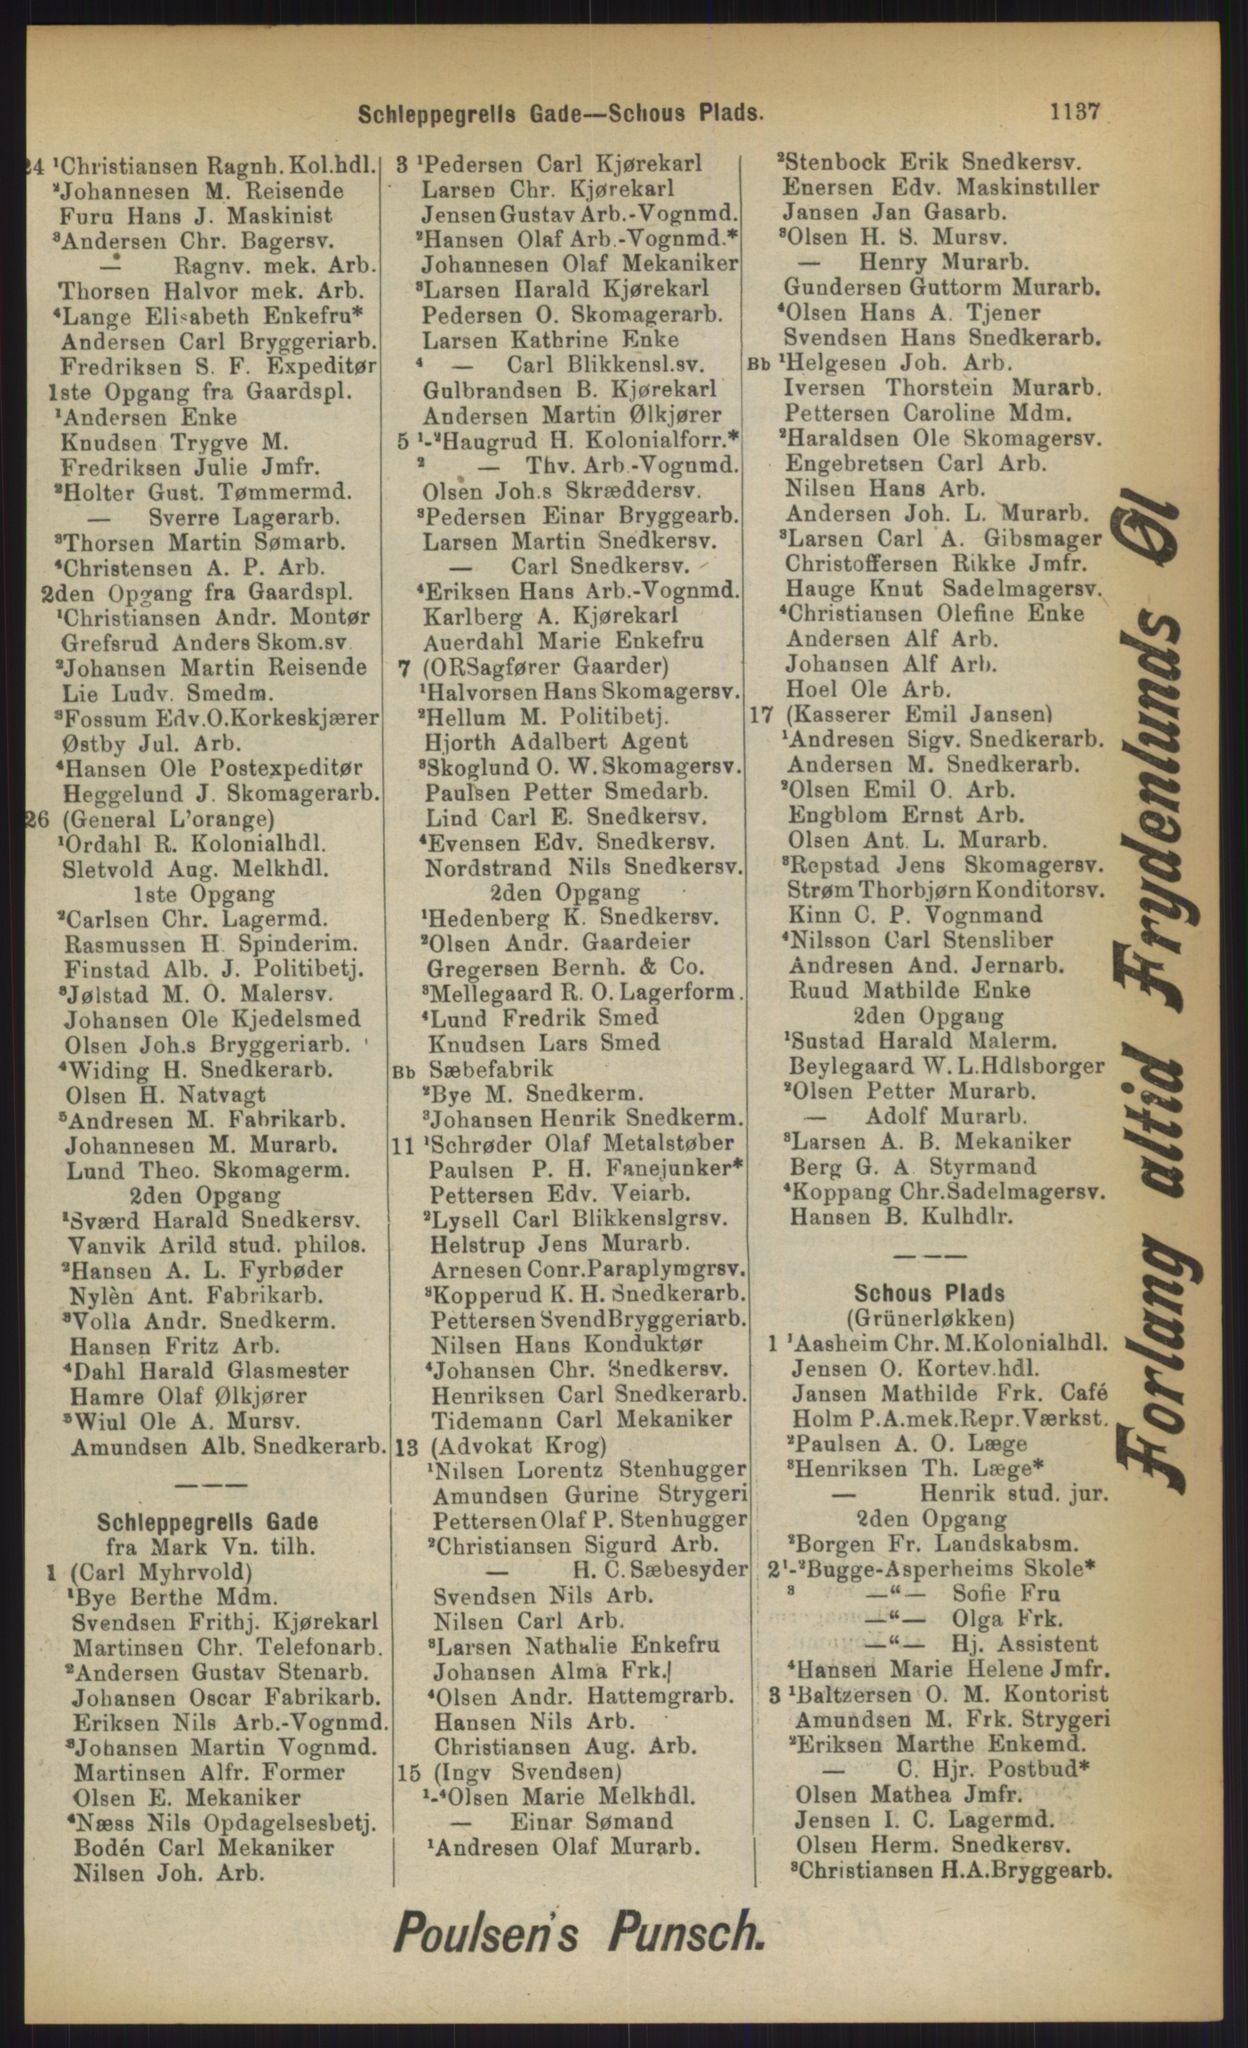 Schleppegrells Gade—Schous Plads. 1137
24 ¹Christiansen Ragnh. Kol.hdl.
²Johannesen M. Reisende
Furu Hans J. Maskinist
³Andersen Chr. Bagersv.
— Ragnv. mek. Arb.
Thorsen Halvor mek. Arb.
⁴Lange Elisabeth Enkefru*
Andersen Carl Bryggeriarb.
Fredriksen S. F. Expeditør
1ste Opgang fra Gaardspl.
¹Andersen Enke
Knudsen Trygve M.
Fredriksen Julie Jmfr.
²Holter Gust. Tømmermd.
— Sverre Lagerarb.
³Thorsen Martin Sømarb.
⁴Christensen A. P. Arb.
2den Opgang fra Gaardspl.
¹Christiansen Andr. Montør
Grefsrud Anders Skom.sv
²Johansen Martin Reisende
Lie Ludv. Smedm.
³Fossum Edv.O.Korkeskjærer
Østby Jul. Arb.
⁴Hansen Ole Postexpeditør
Heggelund J. Skomagerarb.
26 (General L'orange)
¹Ordahl R. Kolonialhdl.
Sletvold Aug. Melkhdl.
1ste Opgang
²Carlsen Chr. Lagermd.
Rasmussen H. Spinderim.
Finstad Alb. J. Politibetj.
³Jølstad M. O. Malersv.
Johansen Ole Kjedelsmed
Olsen Joh.s Bryggeriarb.
⁴Widing H. Snedkerarb.
Olsen H. Natvagt
⁵Andresen M. Fabrikarb.
Johannesen M. Murarb.
Lund Theo. Skomagerm.
2den Opgang
¹Sværd Harald Snedkersv.
Vanvik Arild stud. philos.
²Hansen A. L. Fyrbøder
Nylèn Ant. Fabrikarb.
³Volla Andr. Snedkerm.
Hansen Fritz Arb.
⁴Dahl Harald Glasmester
Hamre Olaf Ølkjører
⁵Wiul Ole A. Mursv.
Amundsen Alb. Snedkerarb.
Schleppegrells Gade
fra Mark Vn. tilh.
1 (Carl Myhrvold)
¹Bye Berthe Mdm.
Svendsen Frithj. Kjørekarl
Martinsen Chr. Telefonarb.
²Andersen Gustav Stenarb.
Johansen Oscar Fabrikarb.
Eriksen Nils Arb.-Vognmd.
³Johansen Martin Vognmd.
Martinsen Alfr. Former
Olsen E. Mekaniker
⁴Næss Nils Opdagelsesbetj.
Bodén Carl Mekaniker
Nilsen Joh. Arb.
3 ¹Pedersen Carl Kjørekarl
Larsen Chr. Kjørekarl
Jensen Gustav Arb.-Vognmd.
²Hansen Olaf Arb.-Vognmd.*
Johannesen Olaf Mekaniker
³Larsen Harald Kjørekarl
Pedersen O. Skomagerarb.
Larsen Kathrine Enke
⁴ — Carl Blikkensl.sv.
Gulbrandsen B. Kjørekarl
Andersen Martin Ølkjører
5 ¹-²Haugrud H. Kolonialforr.*
² — Thv. Arb.-Vognmd.
Olsen Joh.s Skræddersv.
³Pedersen Einar Bryggearb.
Larsen Martin Snedkersv.
— Carl Snedkersv.
⁴Eriksen Hans Arb.-Vognmd.
Karlberg A. Kjørekarl
Auerdahl Marie Enkefru
7 (ORSagfører Gaarder)
¹Halvorsen Hans Skomagersv.
²Hellum M. Politibetj.
Hjorth Adalbert Agent
³Skoglund O. W. Skomagersv.
Paulsen Petter Smedarb.
Lind Carl E. Snedkersv.
⁴Evensen Edv. Snedkersv.
Nordstrand Nils Snedkersv.
2den Opgang
¹Hedenberg K. Snedkersv.
²Olsen Andr. Gaardeier
Gregersen Bernh. & Co.
³Mellegaard R. O. Lagerform.
⁴Lund Fredrik Smed
Knudsen Lars Smed
Bb Sæbefabrik
²Bye M. Snedkerm.
³Johansen Henrik Snedkerm.
11 ¹Schrøder Olaf Metalstøber
Paulsen P. H. Fanejunker*
Pettersen Edv. Veiarb.
²Lysell Carl Blikkenslgrsv.
Helstrup Jens Murarb.
Arnesen Conr.Paraplymgrsv.
³Kopperud K. H. Snedkerarb.
Pettersen Svend Bryggeriarb.
Nilsen Hans Konduktør
⁴Johansen Chr. Snedkersv.
Henriksen Carl Snedkerarb.
Tidemann Carl Mekaniker
13 (Advokat Krog)
¹Nilsen Lorentz Stenhugger
Amundsen Gurine Strygeri
Pettersen Olaf P. Stenhugger
²Christiansen Sigurd Arb.
— H. C. Sæbesyder
Svendsen Nils Arb.
Nilsen Carl Arb.
³Larsen Nathalie Enkefru
Johansen Alma Frk.
⁴Olsen Andr. Hattemgrarb.
Hansen Nils Arb.
Christiansen Aug. Arb.
15 (Ingv Svendsen)
¹-⁴Olsen Marie Melkhdl.
— Einar Sømand
¹Andresen Olaf Murarb.
²Stenbock Erik Snedkersv.
Enersen Edv. Maskinstiller
Jansen Jan Gasarb.
³Olsen H. S. Mursv.
— Henry Murarb.
Gundersen Guttorm Murarb.
⁴Olsen Hans A. Tjener
Svendsen Hans Snedkerarb.
Bb ¹Helgesen Joh. Arb.
Iversen Thorstein Murarb.
Pettersen Caroline Mdm.
²Haraldsen Ole Skomagersv.
Engebretsen Carl Arb.
Nilsen Hans Arb.
Andersen Joh. L. Murarb.
³Larsen Carl A. Gibsmager
Christoffersen Rikke Jmfr.
Hauge Knut Sadelmagersv.
⁴Christiansen Olefine Enke
Andersen Alf Arb.
Johansen Alf Arb.
Hoel Ole Arb.
17 (Kasserer Emil Jansen)
¹Andresen Sigv. Snedkerarb.
Andersen M. Snedkerarb.
²Olsen Emil O. Arb.
Engblom Ernst Arb.
Olsen Ant. L. Murarb.
³Repstad Jens Skomagersv.
Strøm Thorbjørn Konditorsv.
Kinn C. P. Vognmand
⁴Nilsson Carl Stensliber
Andresen And. Jernarb.
Ruud Mathilde Enke
2den Opgang
¹Sustad Harald Malerm.
Beylegaard W. L. Hdlsborger
²Olsen Petter Murarb.
— Adolf Murarb.
³Larsen A. B. Mekaniker
Berg G. A. Styrmand
⁴Koppang Chr.Sadelmagersv.
Hansen B. Kulhdlr.
Schous Plads
(Grünerløkken)
1 ¹Aasheim Chr. M.Kolonialhdl.
Jensen O. Kortev.hdl.
Jansen Mathilde Frk. Café
Holm P.A.mek.Repr.Værkst.
²Paulsen A. O. Læge
³Henriksen Th. Læge*
— Henrik stud. jur.
2den Opgang
²Borgen Fr. Landskabsm.
2¹-²Bugge-Asperheims Skole*
³ —“— Sofie Fru
—“— Olga Frk.
—“— Hj. Assistent
⁴Hansen Marie Helene Jmfr.
3 ¹Baltzersen O. M. Kontorist
Amundsen M. Frk. Strygeri
²Eriksen Marthe Enkemd.
— C. Hjr. Postbud*
Olsen Mathea Jmfr.
Jensen I. C. Lagermd.
Olsen Herm. Snedkersv.
³Christiansen H.A.Bryggearb.
Forlang altid Frydenlunds Øl
Poulsen's Punsch.